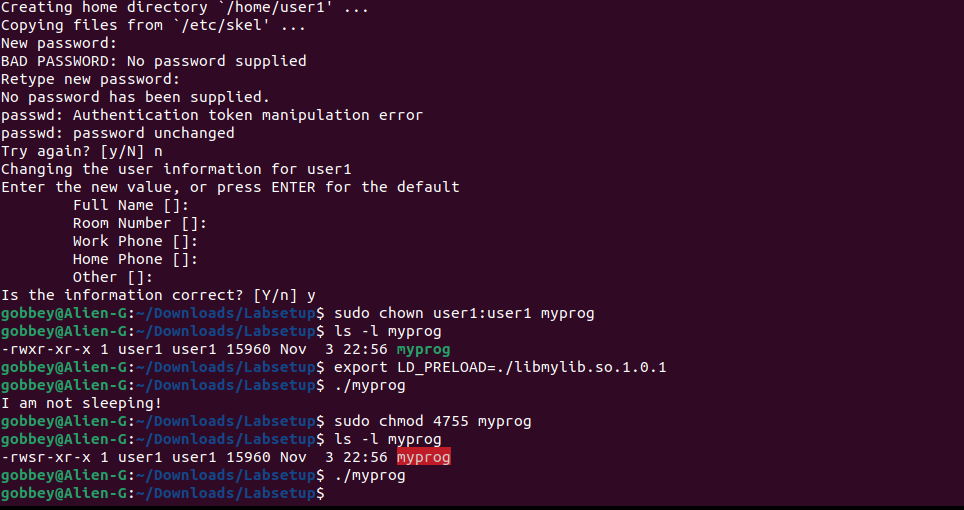 Creating home directory `/home/user1' ...
Copying files from `/etc/skel' ...
New password:
BAD PASSWORD: No password supplied
Retype new password:
No password has been supplied.
passwd: Authentication token manipulation error
passwd: password unchanged
Try again? [y/N] n
Changing the user information for user1
Enter the new value, or press ENTER for the default
        Full Name []:
        Room Number []:
        Work Phone []:
        Home Phone []:
        Other []:
Is the information correct? [Y/n] y
gobbey@Alien-G:~/Downloads/Labsetup$ sudo chown user1:user1 myprog
gobbey@Alien-G:~/Downloads/Labsetup$ ls -l myprog
-rwxr-xr-x 1 user1 user1 15960 Nov  3 22:56 myprog
gobbey@Alien-G:~/Downloads/Labsetup$ export LD_PRELOAD=./libmylib.so.1.0.1
gobbey@Alien-G:~/Downloads/Labsetup$ ./myprog
I am not sleeping!
gobbey@Alien-G:~/Downloads/Labsetup$ sudo chmod 4755 myprog
gobbey@Alien-G:~/Downloads/Labsetup$ ls -l myprog
-rwsr-xr-x 1 user1 user1 15960 Nov  3 22:56 myprog
gobbey@Alien-G:~/Downloads/Labsetup$ ./myprog
gobbey@Alien-G:~/Downloads/Labsetup$